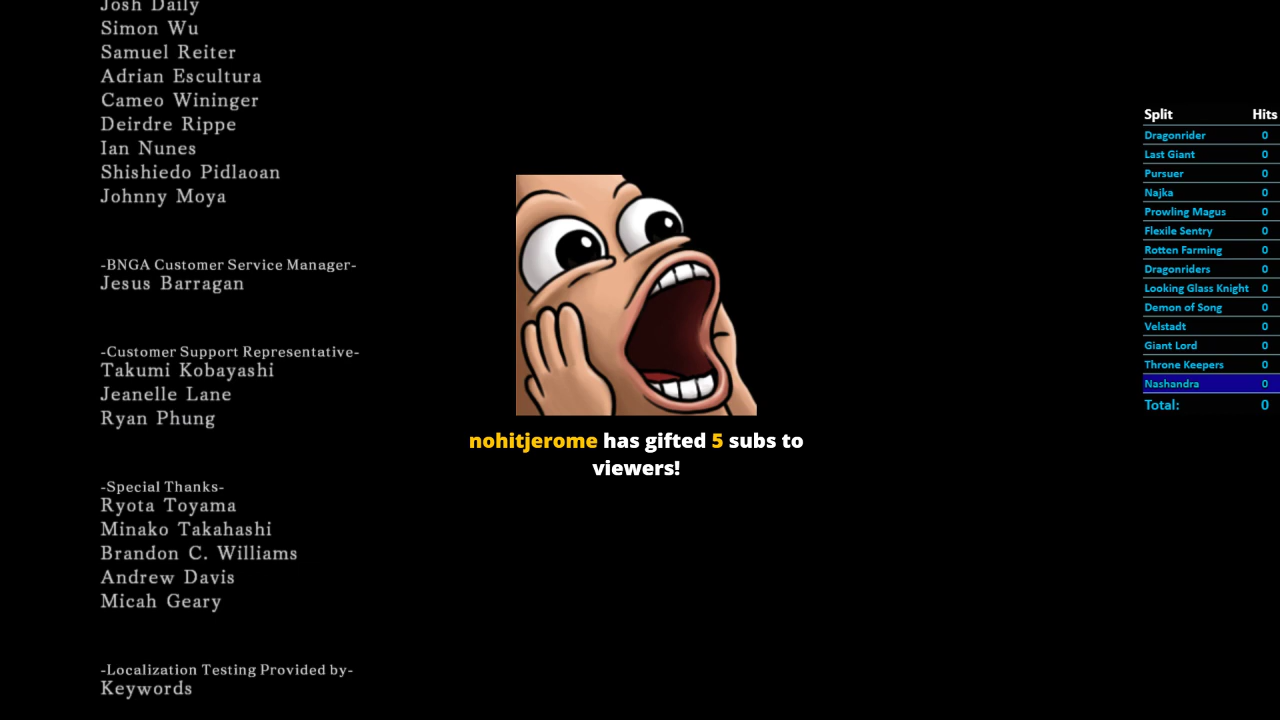 Josh Daily
Simon Wu
Samuel Reiter
Adrian Escultura
Cameo Wininger
Deirdre Rippe
Ian Nunes
Shishiedo Pidlaoan
Johnny Moya
-BNGA Customer Service Manager-
Jesus Barragan
-Customer Support Representative-
Takumi Kobayashi
Jeanelle Lane
Ryan Phung
-Special Thanks-
Ryota Toyama
Minako Takahashi
Brandon C. Williams
Andrew Davis
Micah Geary
-Localization Testing Provided by-
Keywords
nohitjerome has gifted 5 subs to
viewers!
Split Hits
Dragonrider 0
Last Giant 0
Pursuer 0
Najka 0
Prowling Magus 0
Flexile Sentry 0
Rotten Farming 0
Dragonriders 0
Looking Glass Knight 0
Demon of Song 0
Velstadt 0
Giant Lord 0
Throne Keepers 0
Nashandra 0
Total: 0